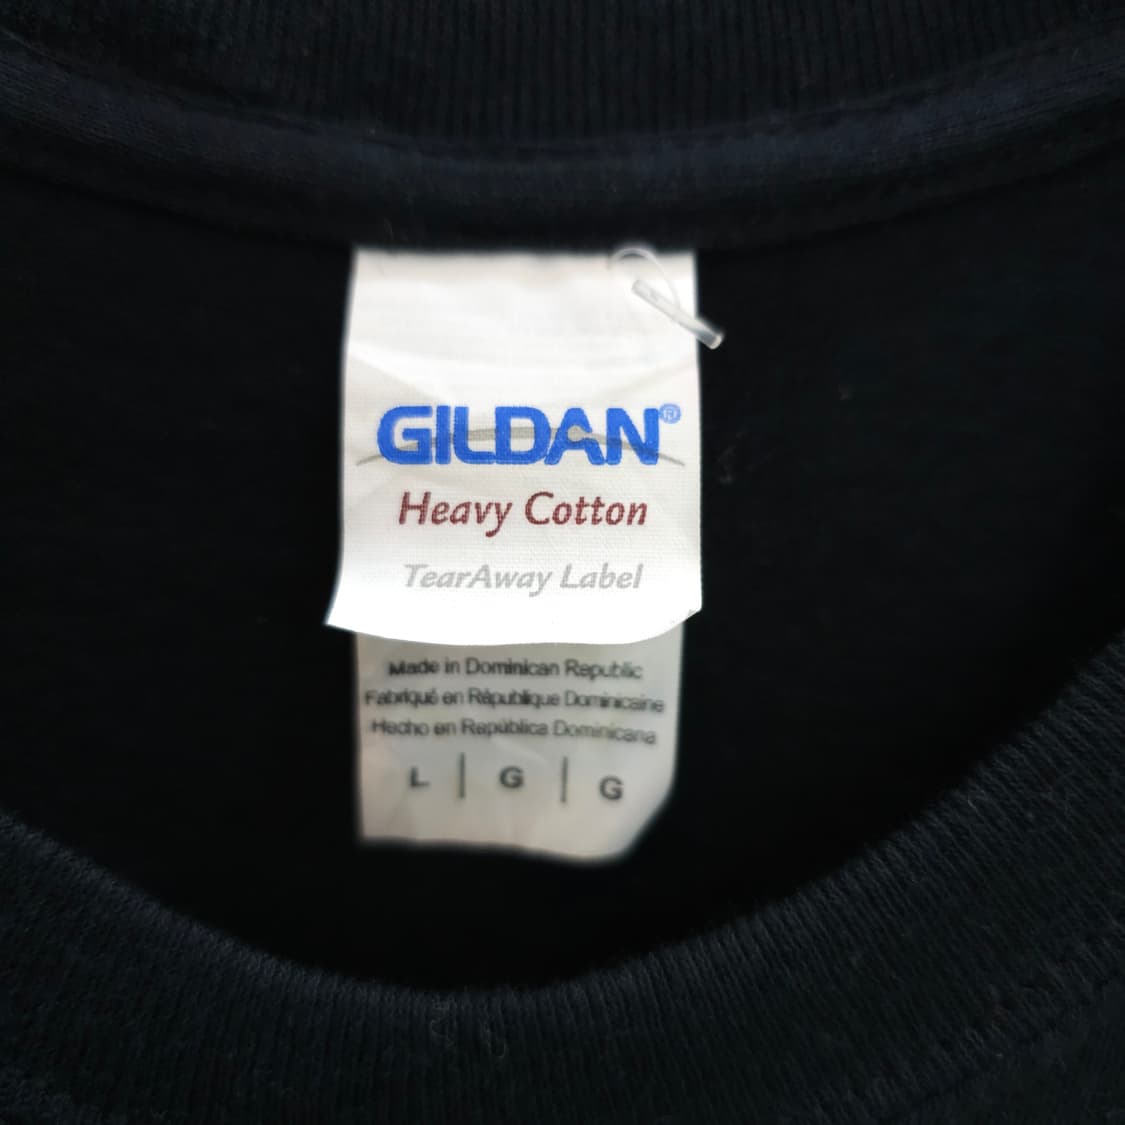 GILDAN®
Heavy Cotton
TearAway Label
Made in Dominican Republic
Fabriqué en République Dominicaine
Hecho en República Dominicana
L | G | G